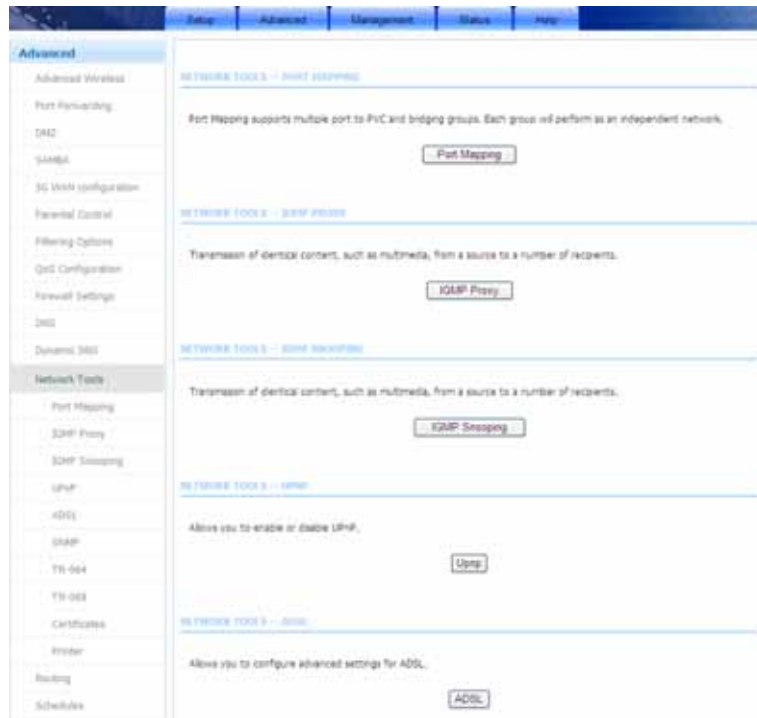 Setup Advanced Management Status Help
Advanced
Advanced Wireless
Port Forwarding
DMZ
SAMBA
3G WAN configuration
Parental Control
Filtering Options
QoS Configuration
Firewall Settings
DNS
Dynamic DNS
Network Tools
Port Mapping
IGMP Proxy
IGMP Snooping
UPnP
ADSL
SNMP
TR-064
TR-069
Certificates
Printer
Routing
Schedules
NETWORK TOOLS -- PORT MAPPING
Port Mapping supports multiple port to PVC and bridging groups. Each group will perform as an independent network.
Port Mapping
NETWORK TOOLS -- IGMP PROXY
Transmission of identical content, such as multimedia, from a source to a number of recipients.
IGMP Proxy
NETWORK TOOLS -- IGMP SNOOPING
Transmission of identical content, such as multimedia, from a source to a number of recipients.
IGMP Snooping
NETWORK TOOLS -- UPNP
Allows you to enable or disable UPnP.
Upnp
NETWORK TOOLS -- ADSL
Allows you to configure advanced settings for ADSL.
ADSL